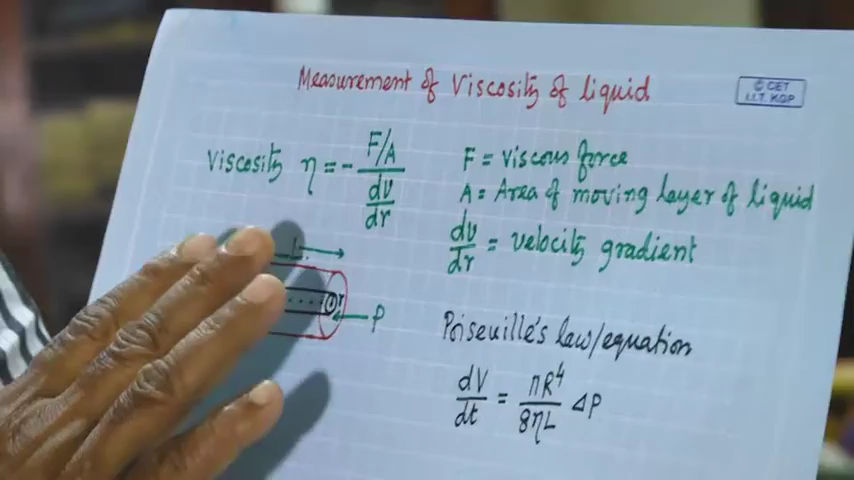 Measurement of Viscosity of liquid
© CET
I.I.T. KGP
Viscosity η = - F/A / dv/dr
F = Viscous force
A = Area of moving layer of liquid
dv/dr = velocity gradient
L
r
P
Poiseuille's law/equation
dV/dt = πR⁴/8ηL ΔP